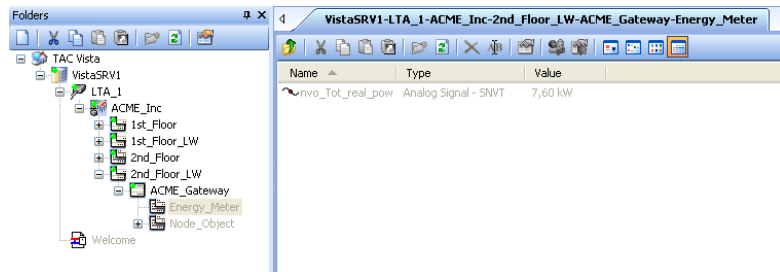 Folders
TAC Vista
VistaSRV1
LTA_1
ACME_Inc
1st_Floor
1st_Floor_LW
2nd_Floor
2nd_Floor_LW
ACME_Gateway
Energy_Meter
Node_Object
Welcome
VistaSRV1-LTA_1-ACME_Inc-2nd_Floor_LW-ACME_Gateway-Energy_Meter
Name Type Value
nvo_Tot_real_pow Analog Signal - SNVT 7,60 kW